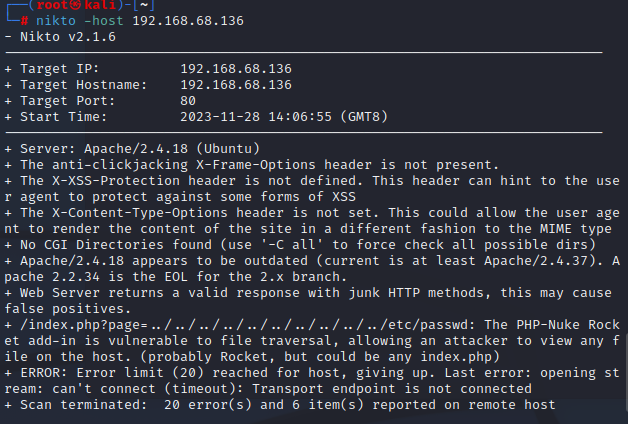 ┌──(root㉿kali)-[~]
└─# nikto -host 192.168.68.136
- Nikto v2.1.6
---------------------------------------------------------------------------
+ Target IP:          192.168.68.136
+ Target Hostname:    192.168.68.136
+ Target Port:        80
+ Start Time:         2023-11-28 14:06:55 (GMT8)
---------------------------------------------------------------------------
+ Server: Apache/2.4.18 (Ubuntu)
+ The anti-clickjacking X-Frame-Options header is not present.
+ The X-XSS-Protection header is not defined. This header can hint to the use
r agent to protect against some forms of XSS
+ The X-Content-Type-Options header is not set. This could allow the user age
nt to render the content of the site in a different fashion to the MIME type
+ No CGI Directories found (use '-C all' to force check all possible dirs)
+ Apache/2.4.18 appears to be outdated (current is at least Apache/2.4.37). A
pache 2.2.34 is the EOL for the 2.x branch.
+ Web Server returns a valid response with junk HTTP methods, this may cause
false positives.
+ /index.php?page=../../../../../../../../../../etc/passwd: The PHP-Nuke Rock
et add-in is vulnerable to file traversal, allowing an attacker to view any f
ile on the host. (probably Rocket, but could be any index.php)
+ ERROR: Error limit (20) reached for host, giving up. Last error: opening st
ream: can't connect (timeout): Transport endpoint is not connected
+ Scan terminated:  20 error(s) and 6 item(s) reported on remote host